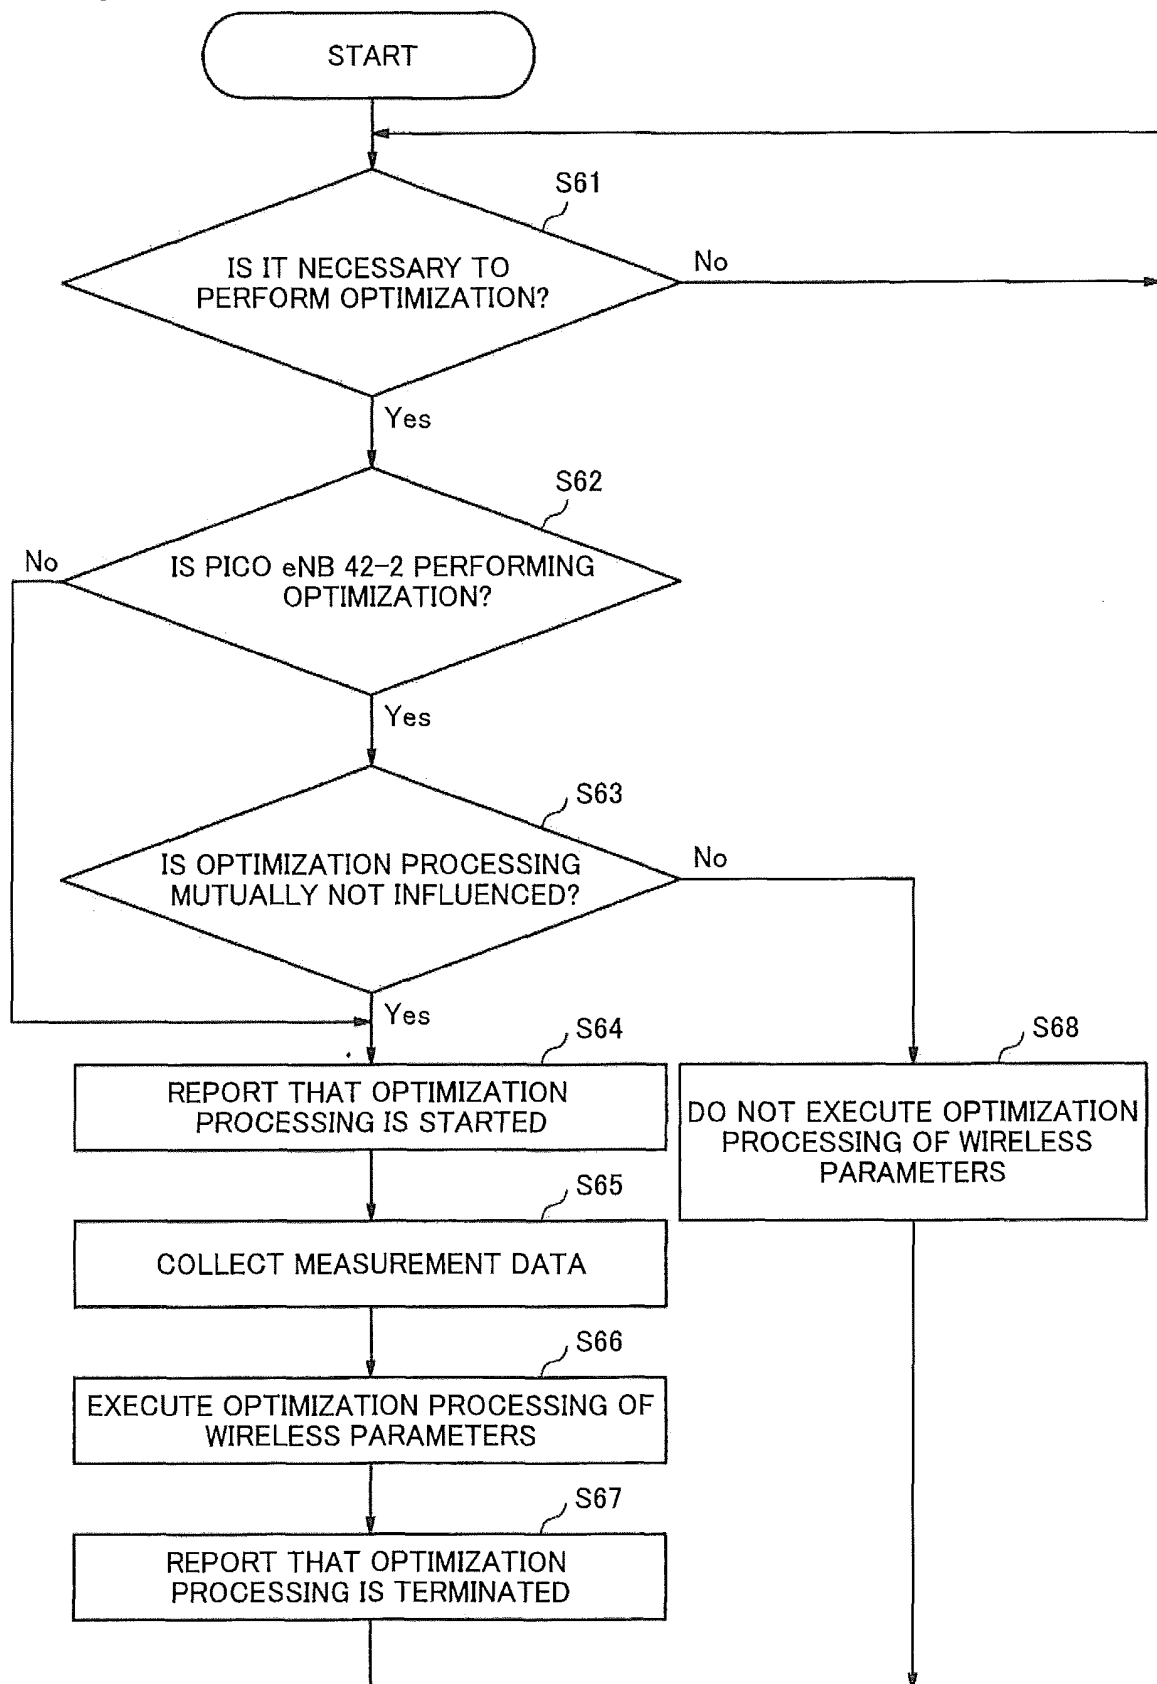 START
S61
IS IT NECESSARY TO
PERFORM OPTIMIZATION?
No
Yes
S62
No
IS PICO eNB 42-2 PERFORMING
OPTIMIZATION?
Yes
S63
IS OPTIMIZATION PROCESSING
MUTUALLY NOT INFLUENCED?
No
Yes
S64
REPORT THAT OPTIMIZATION
PROCESSING IS STARTED
S68
DO NOT EXECUTE OPTIMIZATION
PROCESSING OF WIRELESS
PARAMETERS
S65
COLLECT MEASUREMENT DATA
S66
EXECUTE OPTIMIZATION PROCESSING OF
WIRELESS PARAMETERS
S67
REPORT THAT OPTIMIZATION
PROCESSING IS TERMINATED